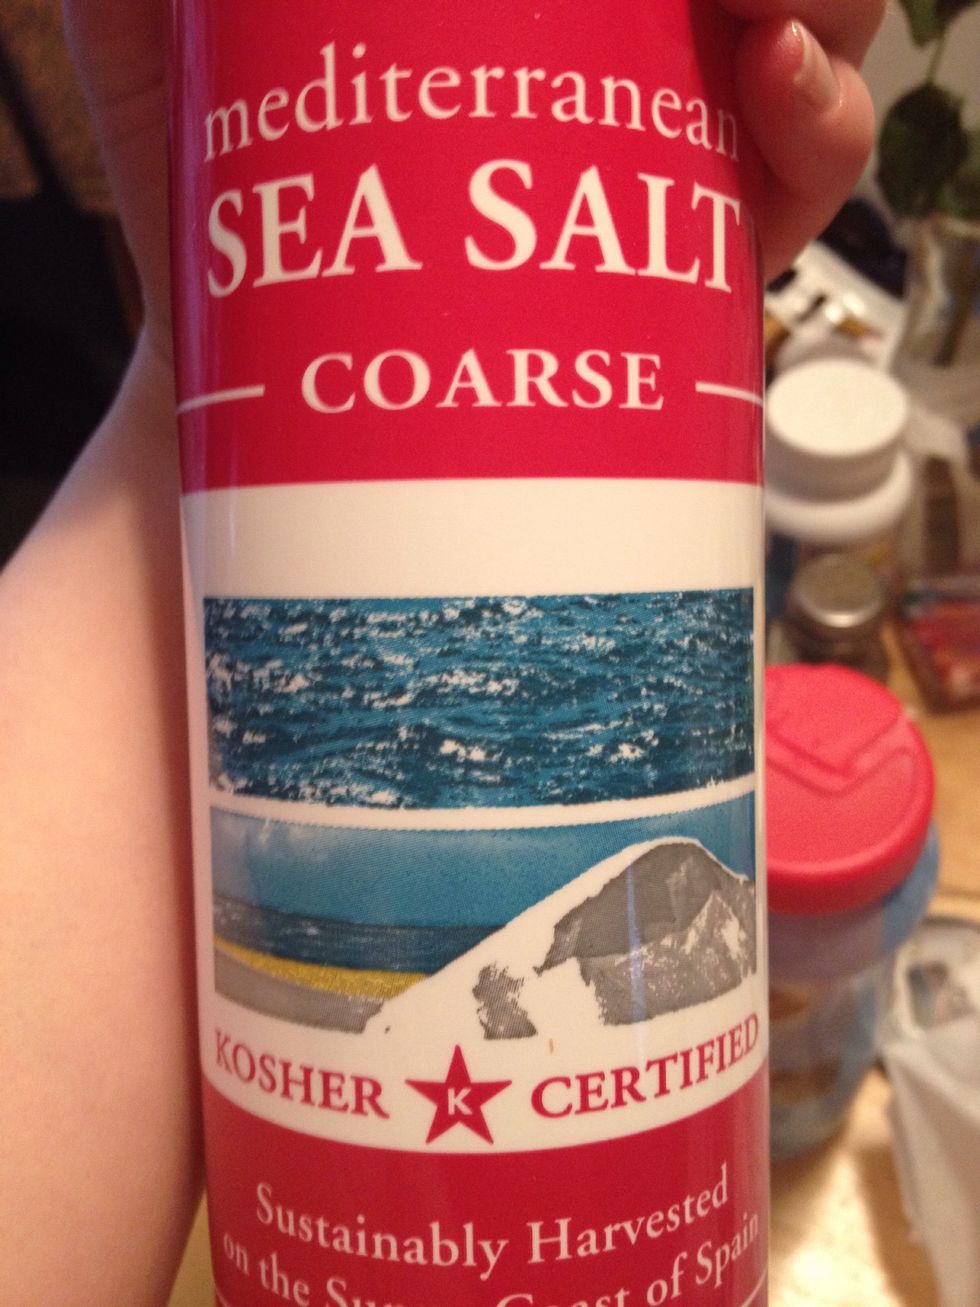 mediterranean
SEA SALT
COARSE
KOSHER K CERTIFIED
Sustainably Harvested
on the Coast of Spain